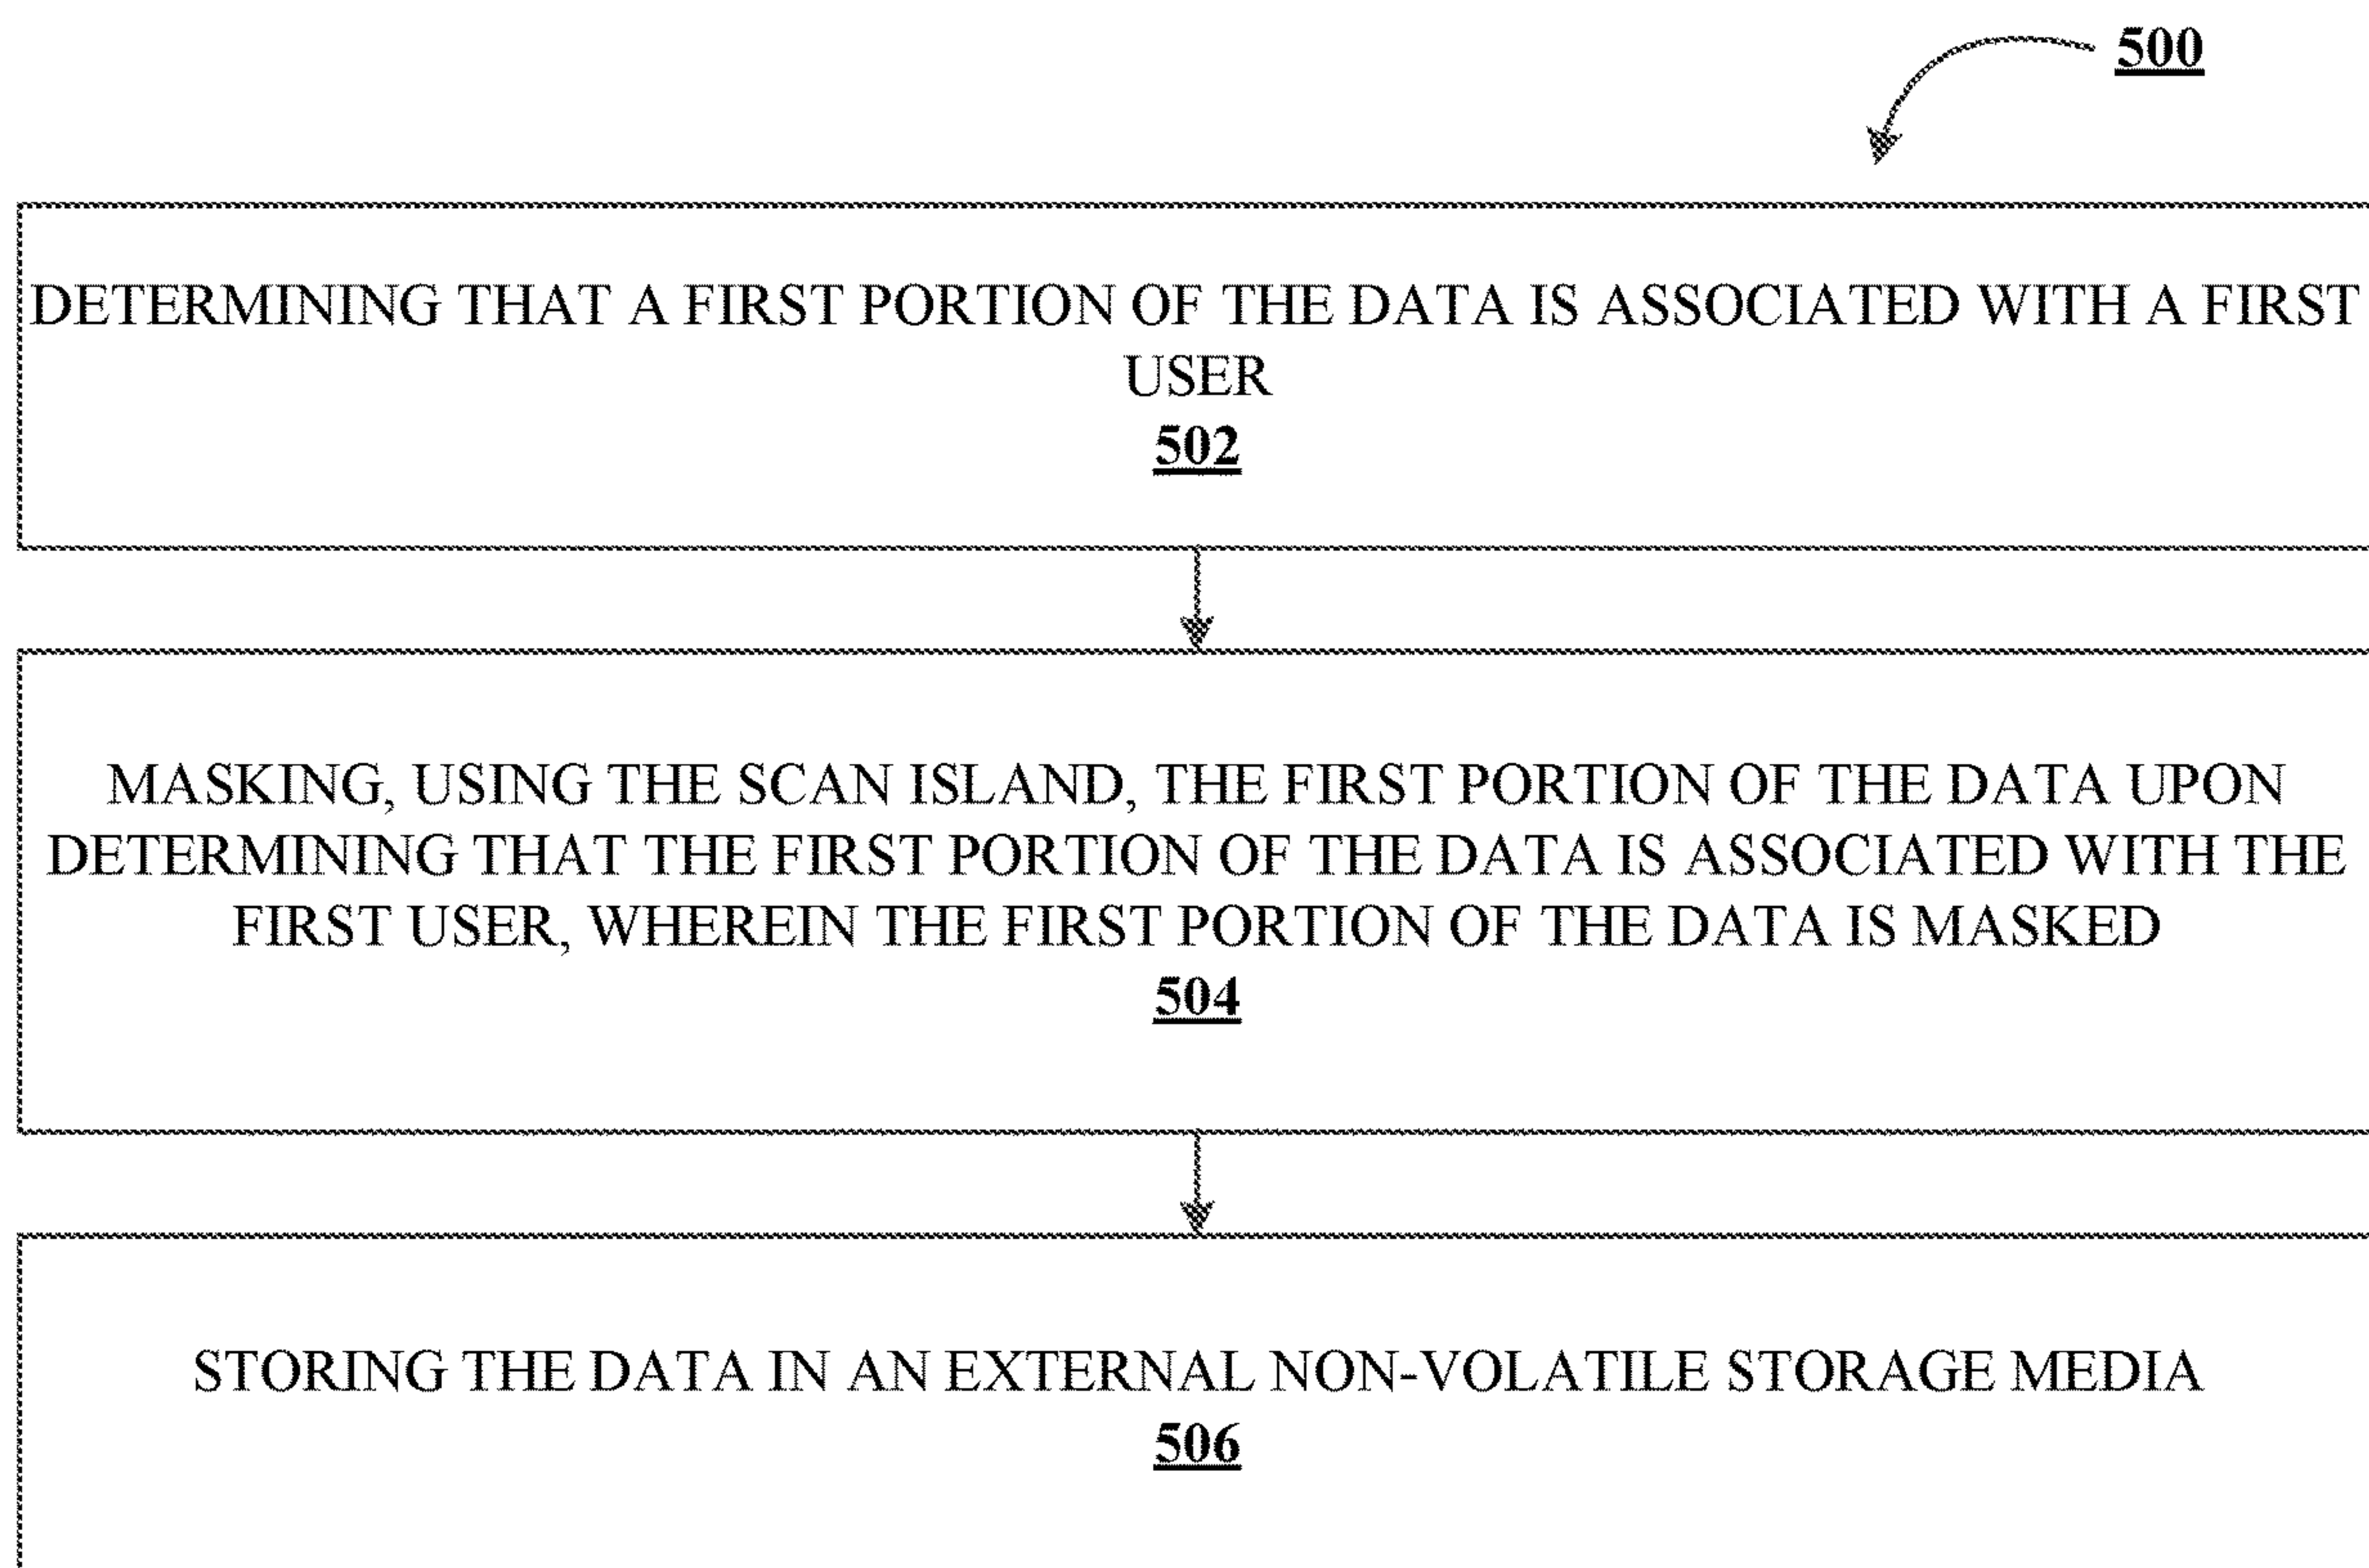 500
DETERMINING THAT A FIRST PORTION OF THE DATA IS ASSOCIATED WITH A FIRST
USER
502
MASKING, USING THE SCAN ISLAND, THE FIRST PORTION OF THE DATA UPON
DETERMINING THAT THE FIRST PORTION OF THE DATA IS ASSOCIATED WITH THE
FIRST USER, WHEREIN THE FIRST PORTION OF THE DATA IS MASKED
504
STORING THE DATA IN AN EXTERNAL NON-VOLATILE STORAGE MEDIA
506